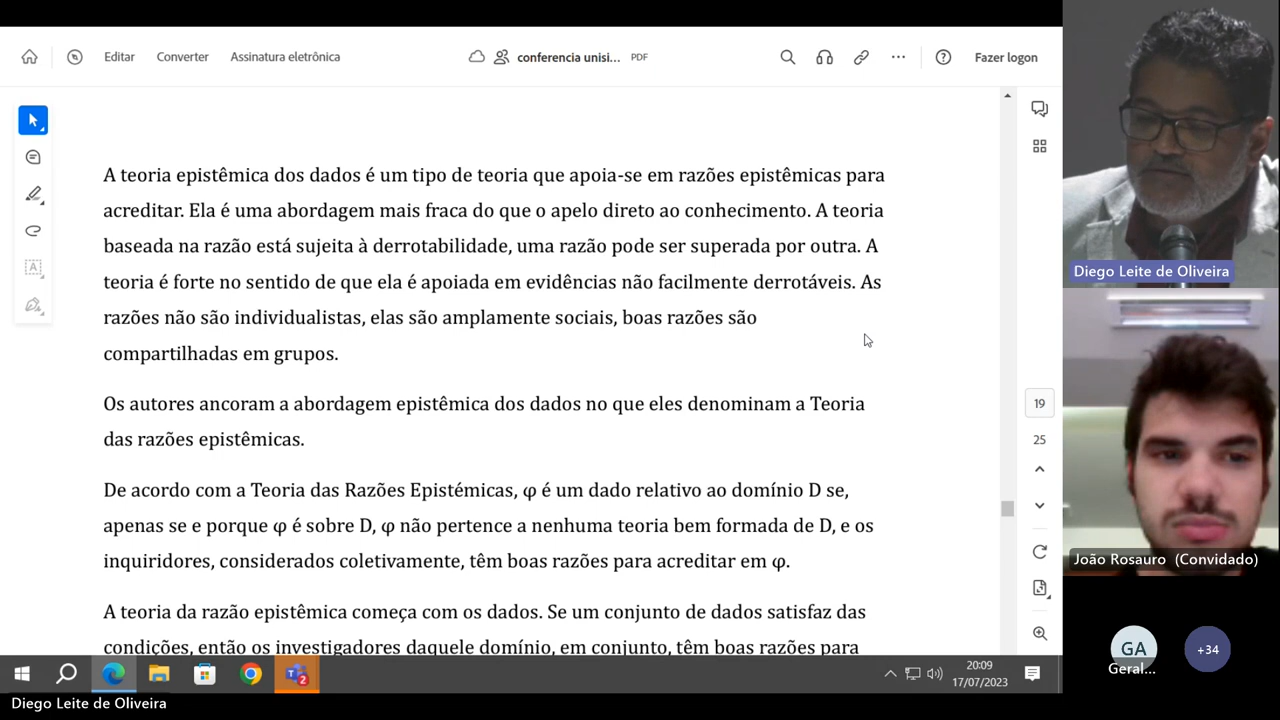 Editar
Converter
Assinatura eletrônica
conferencia unisi...
PDF
Fazer logon
A teoria epistêmica dos dados é um tipo de teoria que apoia-se em razões epistêmicas para
acreditar. Ela é uma abordagem mais fraca do que o apelo direto ao conhecimento. A teoria
baseada na razão está sujeita à derrotabilidade, uma razão pode ser superada por outra. A
teoria é forte no sentido de que ela é apoiada em evidências não facilmente derrotáveis. As
razões não são individualistas, elas são amplamente sociais, boas razões são
compartilhadas em grupos.
Os autores ancoram a abordagem epistêmica dos dados no que eles denominam a Teoria
das razões epistêmicas.
De acordo com a Teoria das Razões Epistémicas, φ é um dado relativo ao domínio D se,
apenas se e porque φ é sobre D, φ não pertence a nenhuma teoria bem formada de D, e os
inquiridores, considerados coletivamente, têm boas razões para acreditar em φ.
A teoria da razão epistêmica começa com os dados. Se um conjunto de dados satisfaz das
condições, então os investigadores daquele domínio, em conjunto, têm boas razões para
19
25
Diego Leite de Oliveira
João Rosauro (Convidado)
GA
Geral...
+34
2
20:09
17/07/2023
Diego Leite de Oliveira